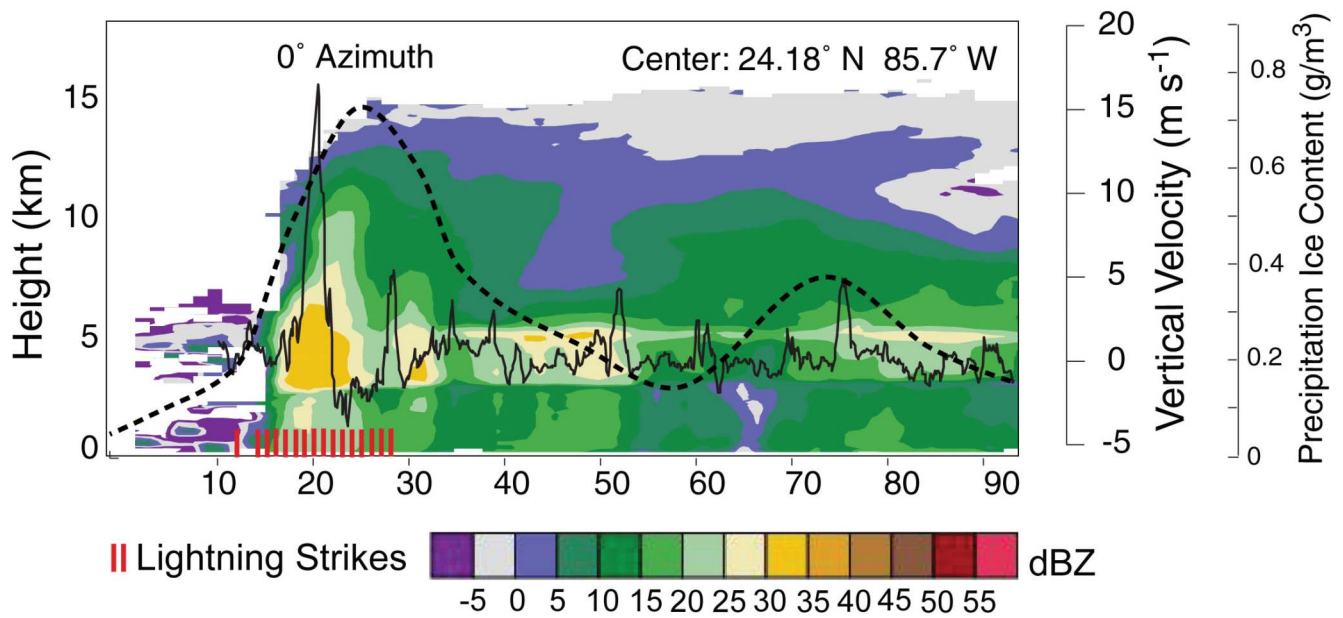 0° Azimuth
Center: 24.18° N 85.7° W
Height (km)
15
10
5
0
10 20 30 40 50 60 70 80 90
20
15
10
5
0
-5
Vertical Velocity (m s-1)
0.8
0.6
0.4
0.2
0
Precipitation Ice Content (g/m3)
Lightning Strikes
dBZ
-5 0 5 10 15 20 25 30 35 40 45 50 55